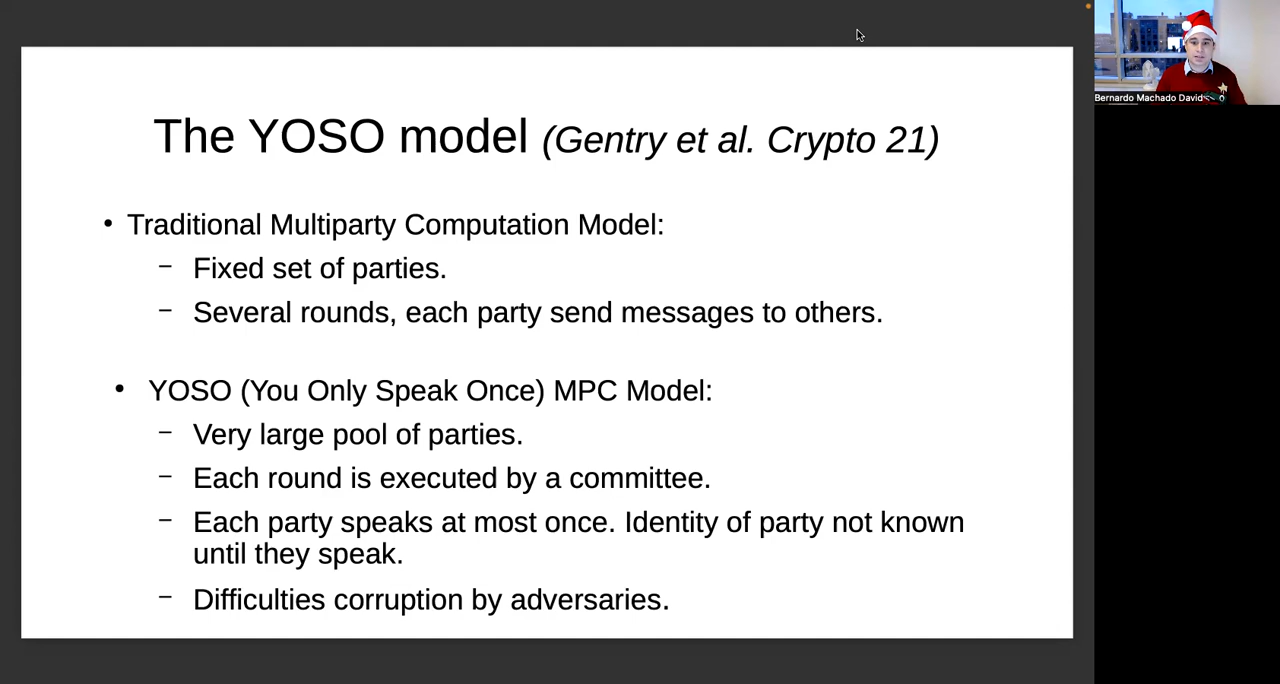 The YOSO model (Gentry et al. Crypto 21)
• Traditional Multiparty Computation Model:
– Fixed set of parties.
– Several rounds, each party send messages to others.
• YOSO (You Only Speak Once) MPC Model:
– Very large pool of parties.
– Each round is executed by a committee.
– Each party speaks at most once. Identity of party not known
until they speak.
– Difficulties corruption by adversaries.
Bernardo Machado David